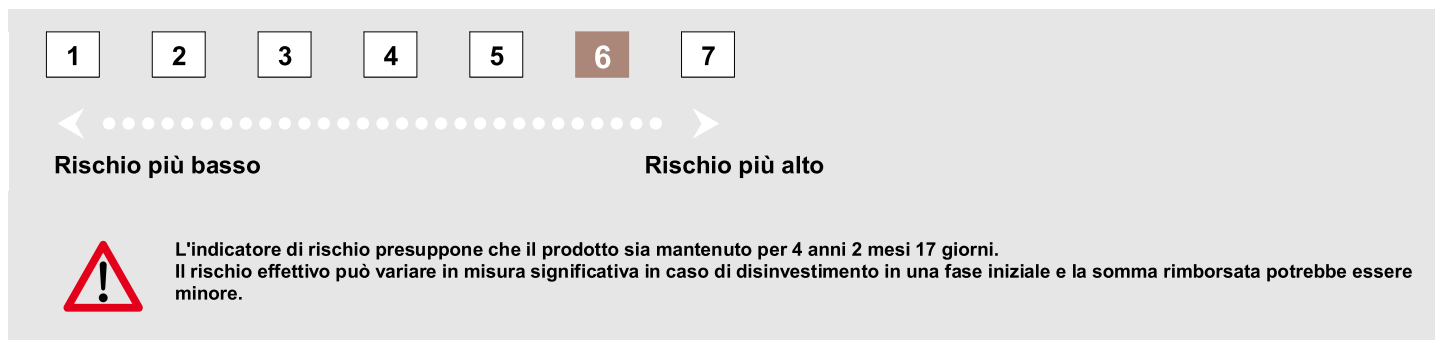 1 2 3 4 5 6 7
Rischio più basso Rischio più alto
L'indicatore di rischio presuppone che il prodotto sia mantenuto per 4 anni 2 mesi 17 giorni.
Il rischio effettivo può variare in misura significativa in caso di disinvestimento in una fase iniziale e la somma rimborsata potrebbe essere
minore.